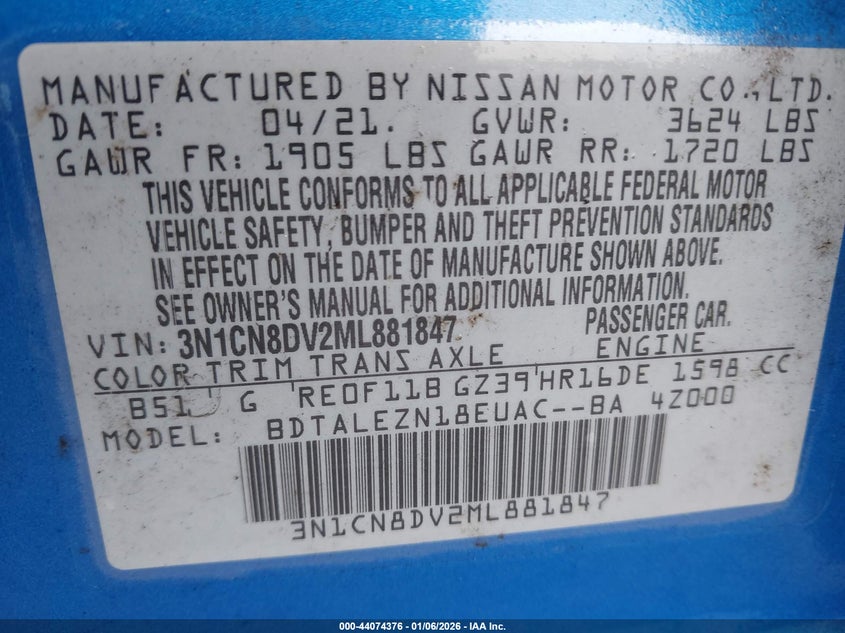 MANUFACTURED BY NISSAN MOTOR CO.,LTD.
DATE: 04/21. GVWR: 3624 LBS
GAWR FR: 1905 LBS GAWR RR: 1720 LBS
THIS VEHICLE CONFORMS TO ALL APPLICABLE FEDERAL MOTOR
VEHICLE SAFETY, BUMPER AND THEFT PREVENTION STANDARDS
IN EFFECT ON THE DATE OF MANUFACTURE SHOWN ABOVE.
SEE OWNER'S MANUAL FOR ADDITIONAL INFORMATION.
VIN: 3N1CN8DV2ML881847 PASSENGER CAR.
COLOR TRIM TRANS AXLE ENGINE
B51 G RE0F11B GZ39 HR16DE 1598 CC
MODEL: BDTALEZN18EUAC--BA 4Z000
3N1CN8DV2ML881847
000-44074376 - 01/06/2026 - IAA Inc.